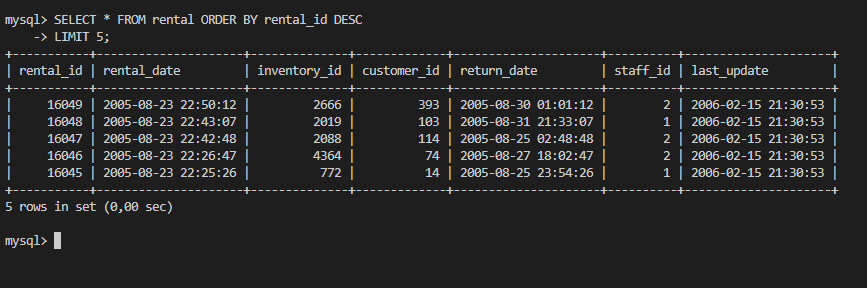 mysql> SELECT * FROM rental ORDER BY rental_id DESC
    -> LIMIT 5;
+-----------+---------------------+--------------+-------------+---------------------+----------+---------------------+
| rental_id | rental_date         | inventory_id | customer_id | return_date         | staff_id | last_update         |
+-----------+---------------------+--------------+-------------+---------------------+----------+---------------------+
|     16049 | 2005-08-23 22:50:12 |         2666 |         393 | 2005-08-30 01:01:12 |        2 | 2006-02-15 21:30:53 |
|     16048 | 2005-08-23 22:43:07 |         2019 |         103 | 2005-08-31 21:33:07 |        1 | 2006-02-15 21:30:53 |
|     16047 | 2005-08-23 22:42:48 |         2088 |         114 | 2005-08-25 02:48:48 |        2 | 2006-02-15 21:30:53 |
|     16046 | 2005-08-23 22:26:47 |         4364 |          74 | 2005-08-27 18:02:47 |        2 | 2006-02-15 21:30:53 |
|     16045 | 2005-08-23 22:25:26 |          772 |          14 | 2005-08-25 23:54:26 |        1 | 2006-02-15 21:30:53 |
+-----------+---------------------+--------------+-------------+---------------------+----------+---------------------+
5 rows in set (0,00 sec)
mysql>